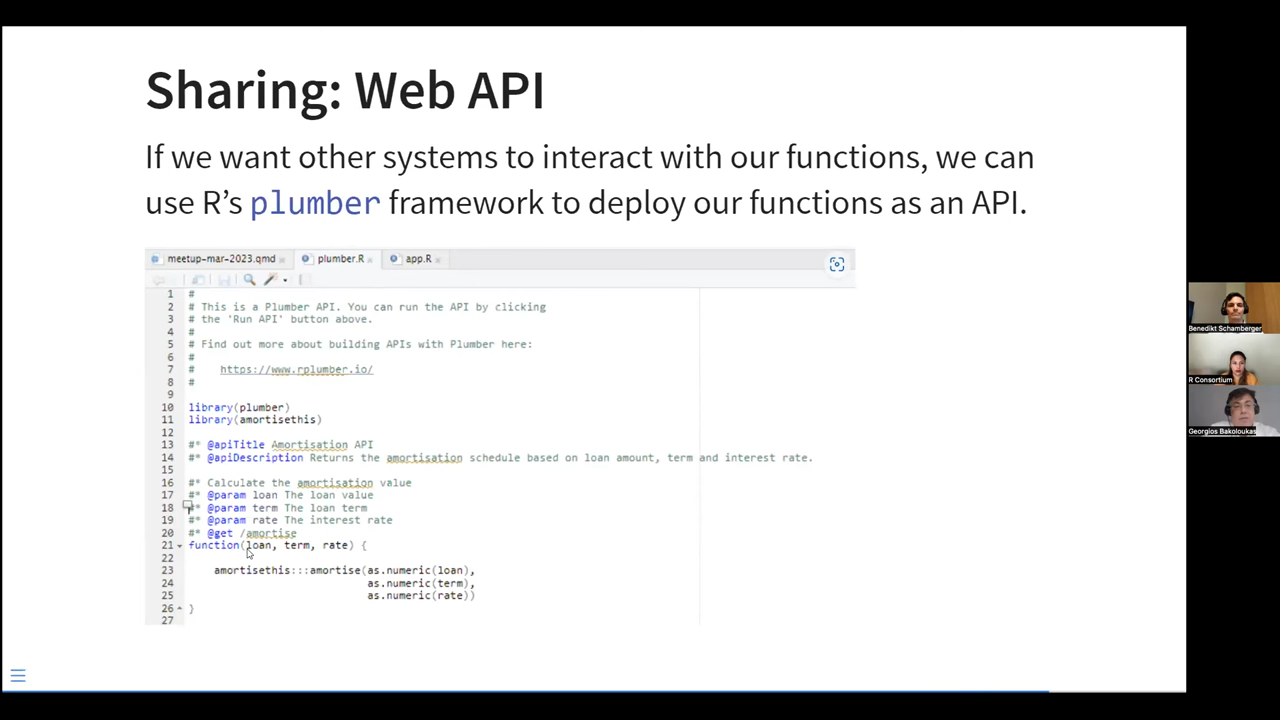 Sharing: Web API
If we want other systems to interact with our functions, we can
use R's plumber framework to deploy our functions as an API.
meetup-mar-2023.qmd plumber.R app.R
1 #
2 # This is a Plumber API. You can run the API by clicking
3 # the 'Run API' button above.
4 #
5 # Find out more about building APIs with Plumber here:
6 #
7 # https://www.rplumber.io/
8 #
9
10 library(plumber)
11 library(amortisethis)
12
13 #* @apiTitle Amortisation API
14 #* @apiDescription Returns the amortisation schedule based on loan amount, term and interest rate.
15
16 #* Calculate the amortisation value
17 #* @param loan The loan value
18 #* @param term The loan term
19 #* @param rate The interest rate
20 #* @get /amortise
21 function(loan, term, rate) {
22
23 amortisethis:::amortise(as.numeric(loan),
24 as.numeric(term),
25 as.numeric(rate))
26 }
27
Benedikt Schamberger
R Consortium
Georgios Bakoloukas